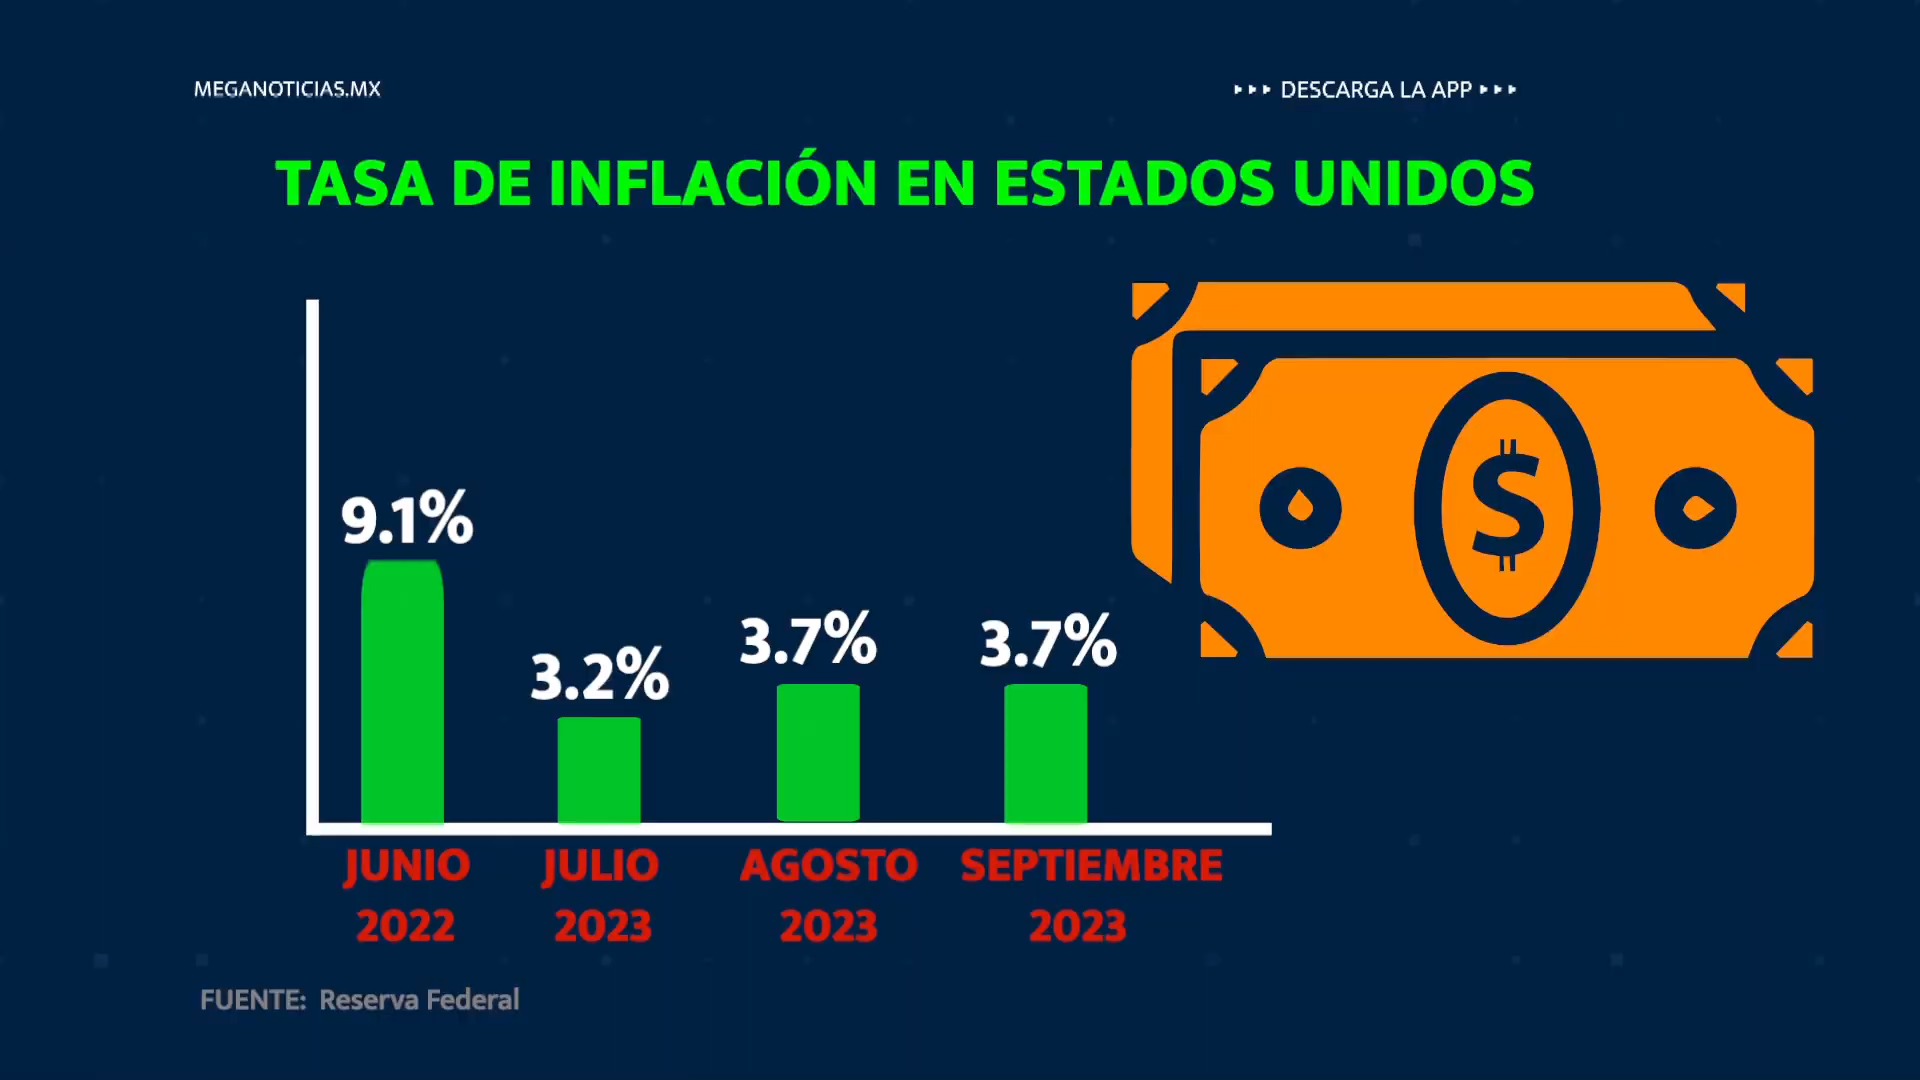 MEGANOTICIAS.MX
DESCARGA LA APP
TASA DE INFLACIÓN EN ESTADOS UNIDOS
9.1%
3.2%
3.7%
3.7%
$
JUNIO
2022
JULIO
2023
AGOSTO
2023
SEPTIEMBRE
2023
FUENTE: Reserva Federal